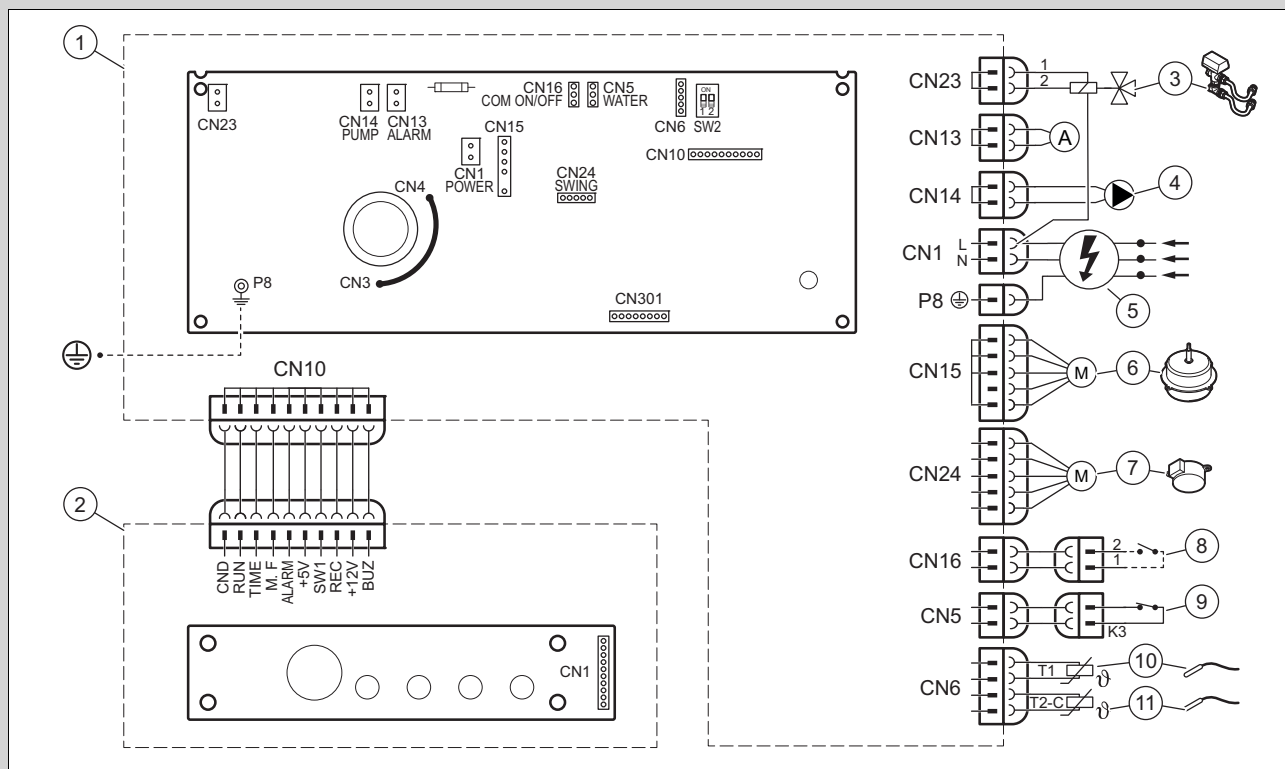 1
CN23
CN14
PUMP
CN13
ALARM
CN16
COM ON/OFF
CN5
WATER
CN15
CN1
POWER
CN6
ON
1 2
SW2
CN10
CN24
SWING
CN4
CN3
P8
CN301
CN10
2
CND
RUN
TIME
M. F
ALARM
+5V
SW1
REC
+12V
BUZ
CN1
CN23
1
2
3
CN13
A
CN14
4
CN1
L
N
P8
5
CN15
M
6
CN24
M
7
CN16
2
1
8
CN5
K3
9
CN6
T1
ϑ
10
T2-C
ϑ
11